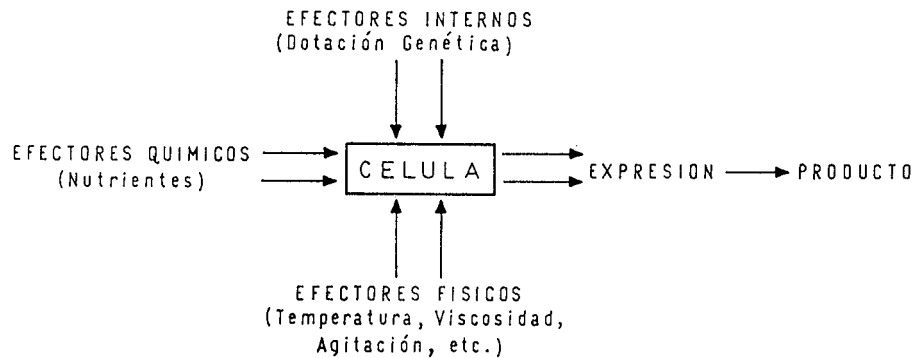 EFECTORES INTERNOS
(Dotación Genética)
EFECTORES QUIMICOS
(Nutrientes)
CELULA
EXPRESION
PRODUCTO
EFECTORES FISICOS
(Temperatura, Viscosidad,
Agitación, etc.)